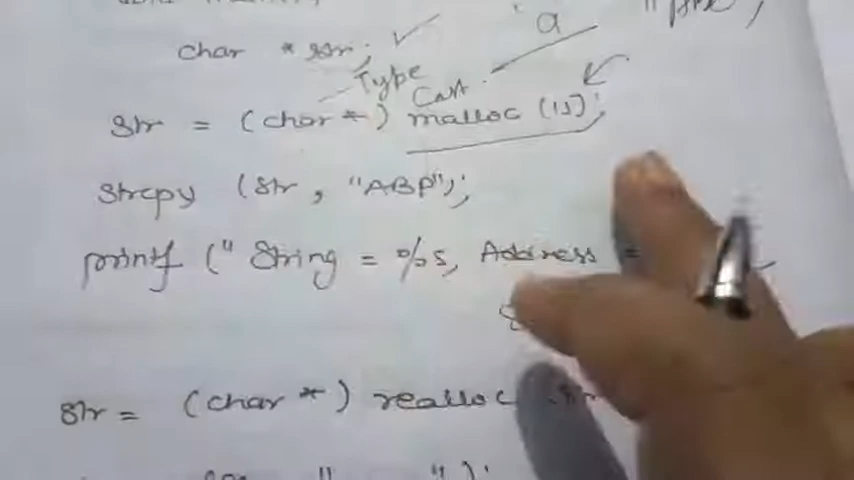 char * str;
Type
Cast
a
str = (char *) malloc (15);
strcpy (str, "ABP");
printf (" String = %s, Address =
str = (char *) realloc